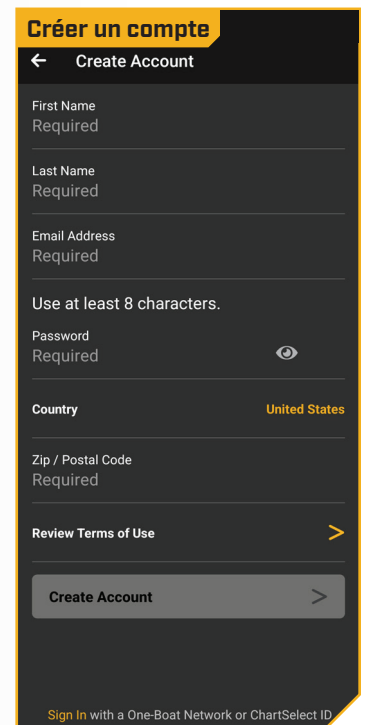 Créer un compte
Create Account
First Name
Required
Last Name
Required
Email Address
Required
Use at least 8 characters.
Password
Required
Country United States
Zip / Postal Code
Required
Review Terms of Use >
Create Account >
Sign In with a One-Boat Network or ChartSelect ID